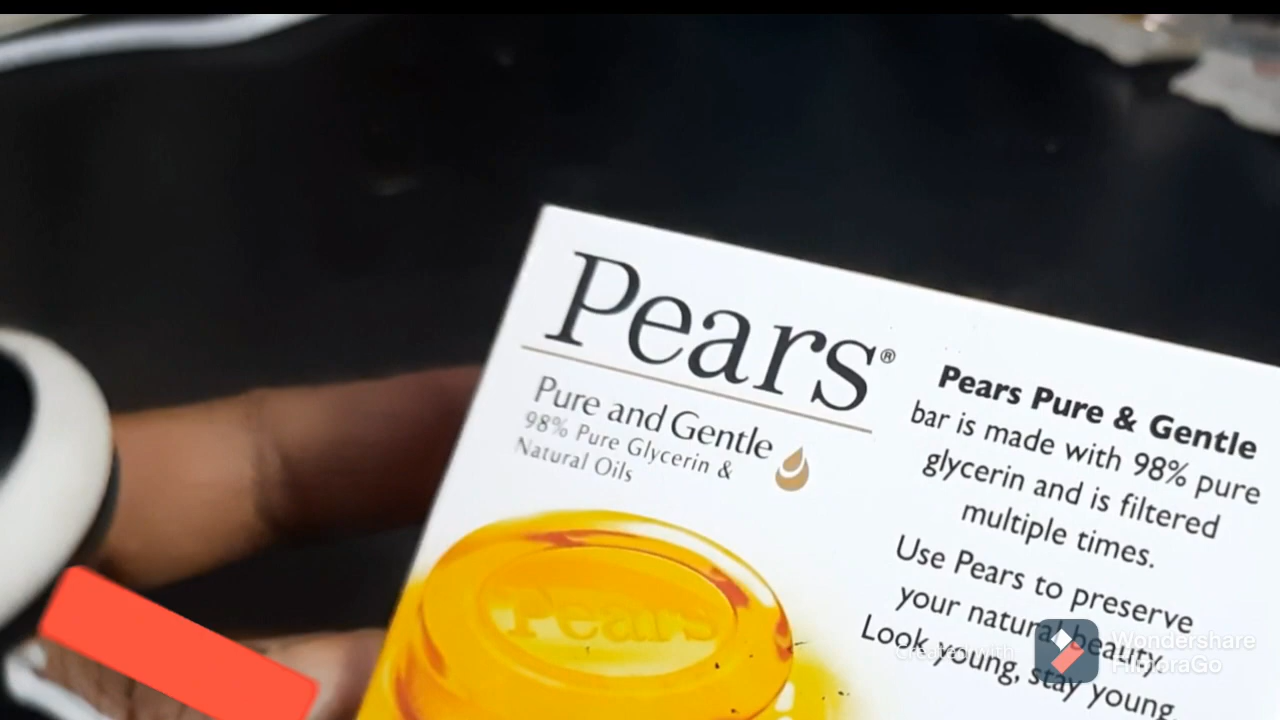 Pears®
Pure and Gentle
98% Pure Glycerin &
Natural Oils
Pears
Pears Pure & Gentle
bar is made with 98% pure
glycerin and is filtered
multiple times.
Use Pears to preserve
your natural beauty.
Look young, stay young.
Created with
Wondershare
FilmoraGo